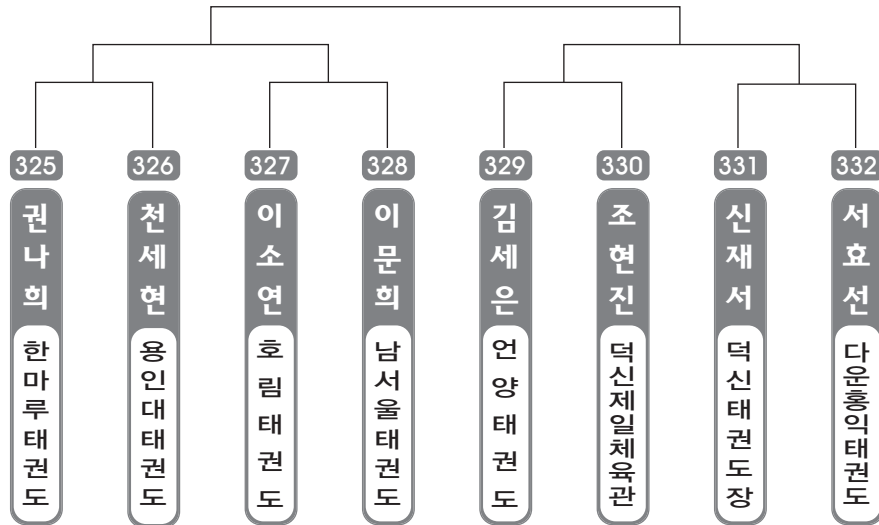 325
권나희
한마루태권도
326
천세현
용인대태권도
327
이소연
호림태권도
328
이문희
남서울태권도
329
김세은
언양태권도
330
조현진
덕신제일체육관
331
신재서
덕신태권도장
332
서효선
다운홍익태권도